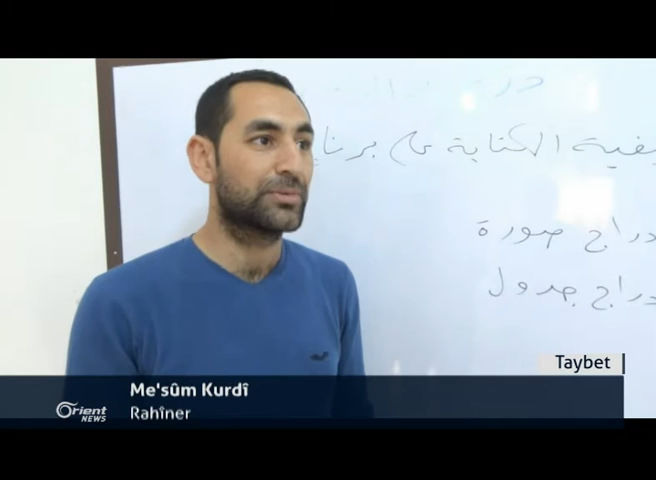 كيفية الكتابة على برنا
إدراج صورة
إدراج جدول
Taybet
Me'sûm Kurdî
Rahîner
Orient
NEWS